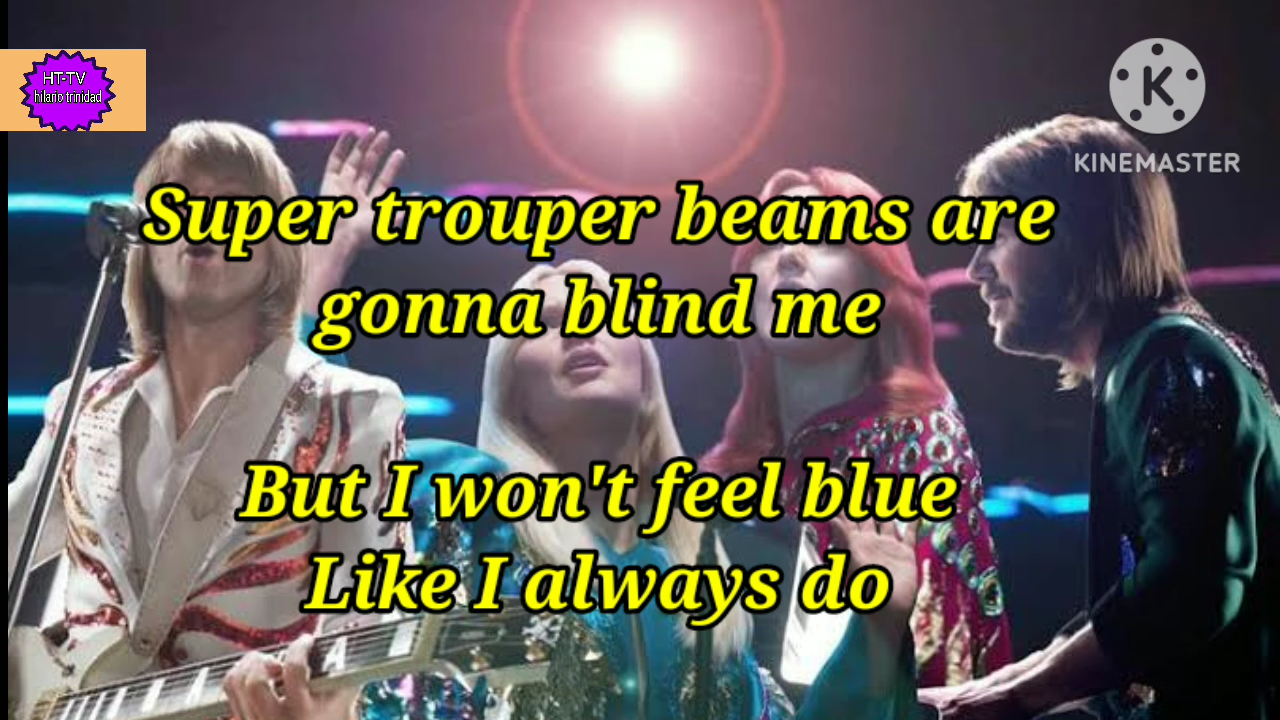 HT-TV
hilario trinidad
K
KINEMASTER
Super trouper beams are
gonna blind me
But I won't feel blue
Like I always do